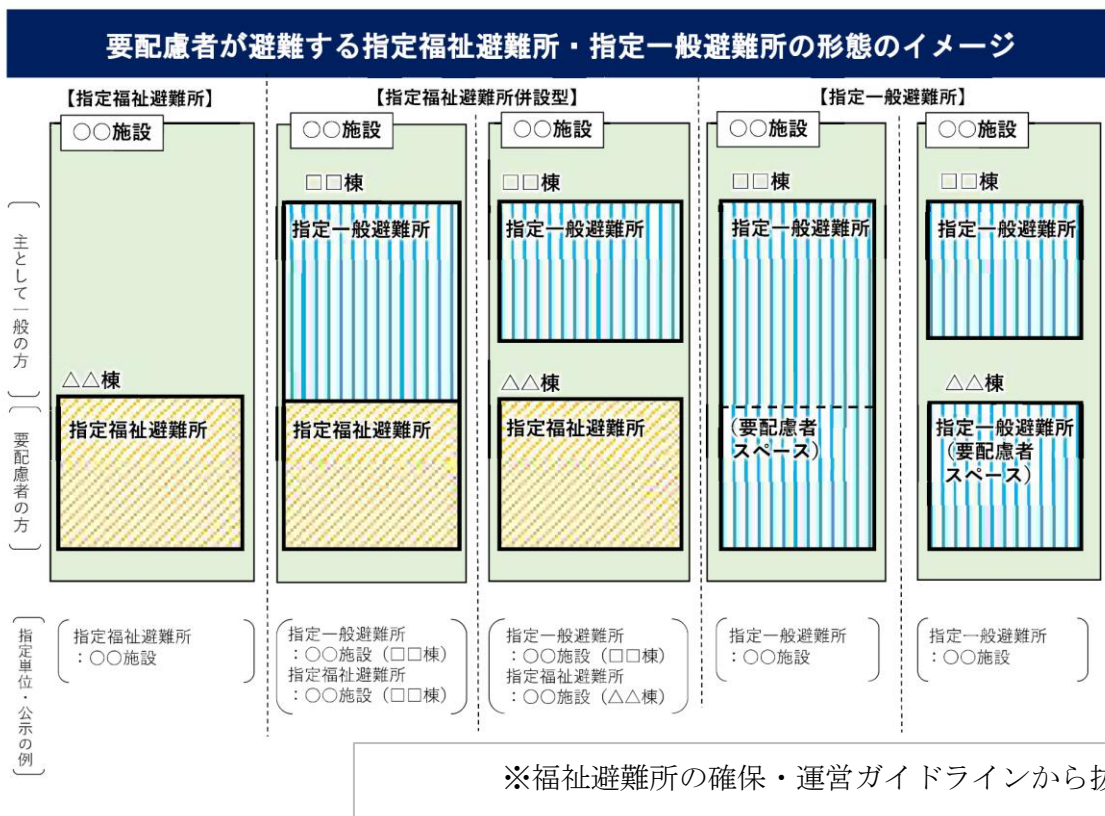 要配慮者が避難する指定福祉避難所・指定一般避難所の形態のイメージ
【指定福祉避難所】
【指定福祉避難所併設型】
【指定一般避難所】
主として一般の方
要配慮者の方
指定単位・公示の例
○○施設
△△棟
指定福祉避難所
指定福祉避難所
：○○施設
○○施設
□□棟
指定一般避難所
指定福祉避難所
指定一般避難所
：○○施設（□□棟）
指定福祉避難所
：○○施設（□□棟）
○○施設
□□棟
指定一般避難所
△△棟
指定福祉避難所
指定一般避難所
：○○施設（□□棟）
指定福祉避難所
：○○施設（△△棟）
○○施設
□□棟
指定一般避難所
（要配慮者
スペース）
指定一般避難所
：○○施設
○○施設
□□棟
指定一般避難所
△△棟
指定一般避難所
（要配慮者
スペース）
指定一般避難所
：○○施設
※福祉避難所の確保・運営ガイドラインから